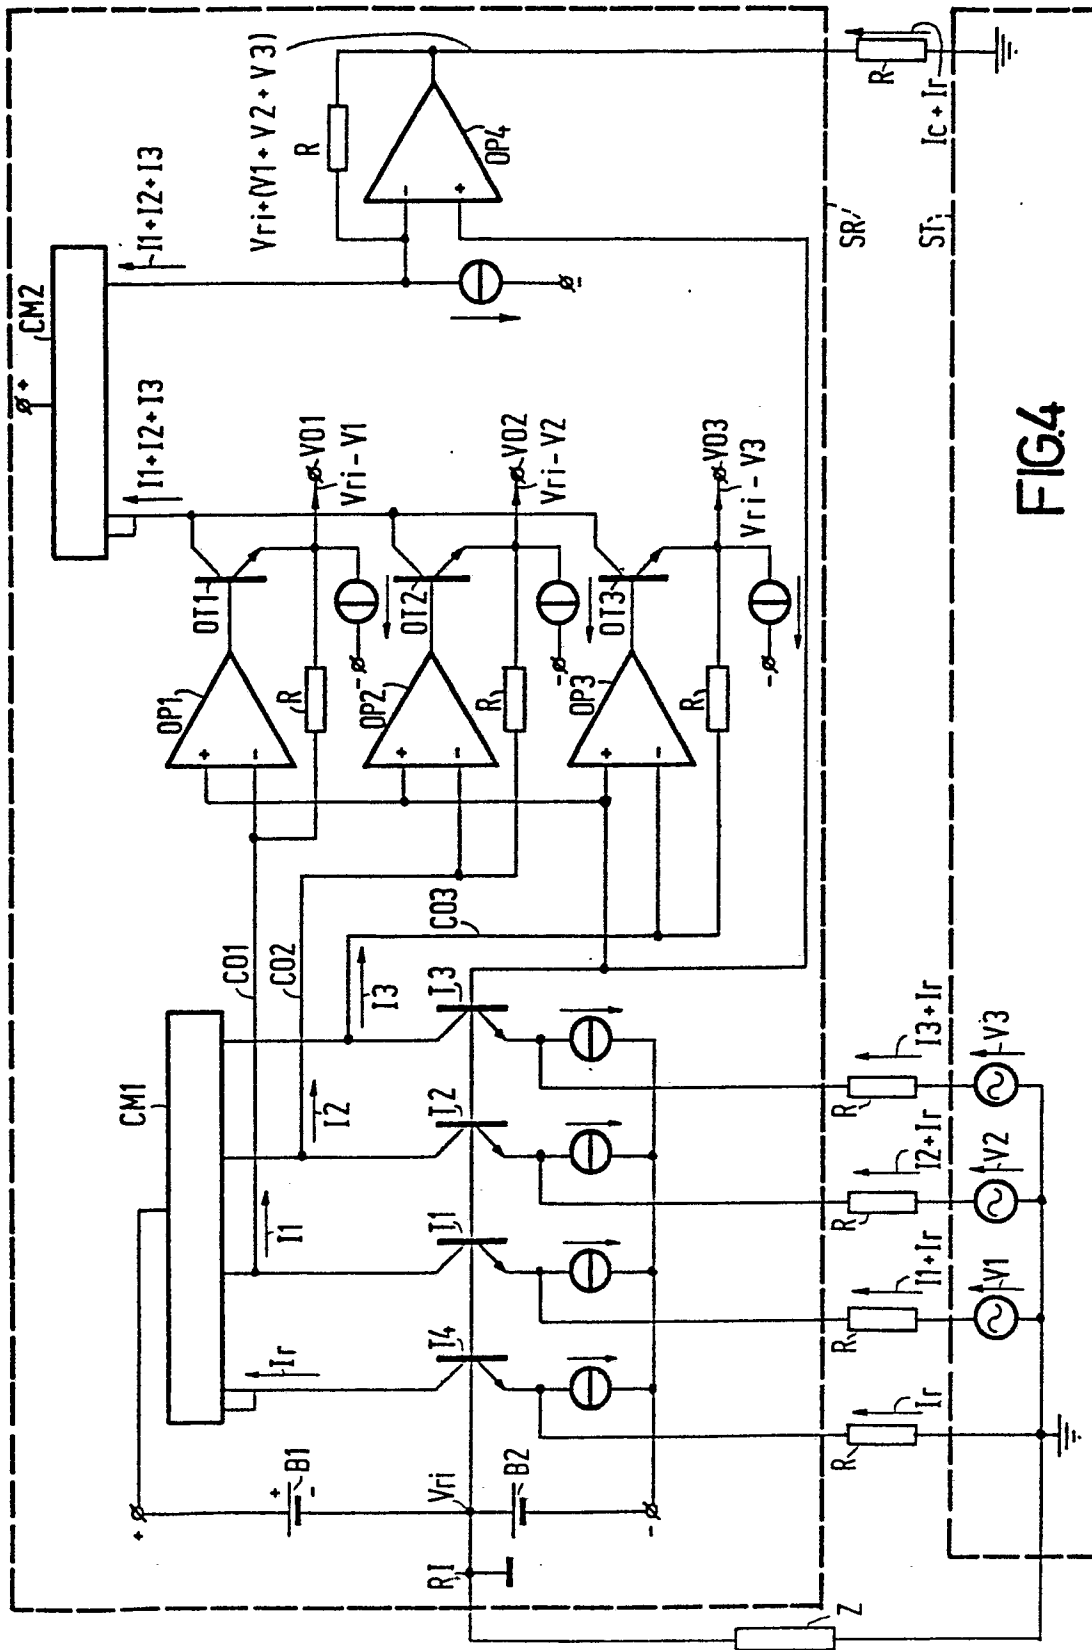 CM2
+
I1+I2+I3
I1+I2+I3
Vri+(V1+V2+V3)
R
OP4
-
+
-
OT1
VO1
Vri-V1
OP1
+
-
R
-
OT2
VO2
Vri-V2
OP2
+
-
R
-
OT3
VO3
Vri-V3
OP3
+
-
R
-
CM1
CO1
CO2
CO3
I1
I2
I3
Ir
T4
T1
T2
T3
+
B1
+
-
Vri
B2
-
RI
SR
ST
R
Ic+Ir
R
Ir
R
I1+Ir
R
I2+Ir
R
I3+Ir
V1
V2
V3
Z
FIG.4